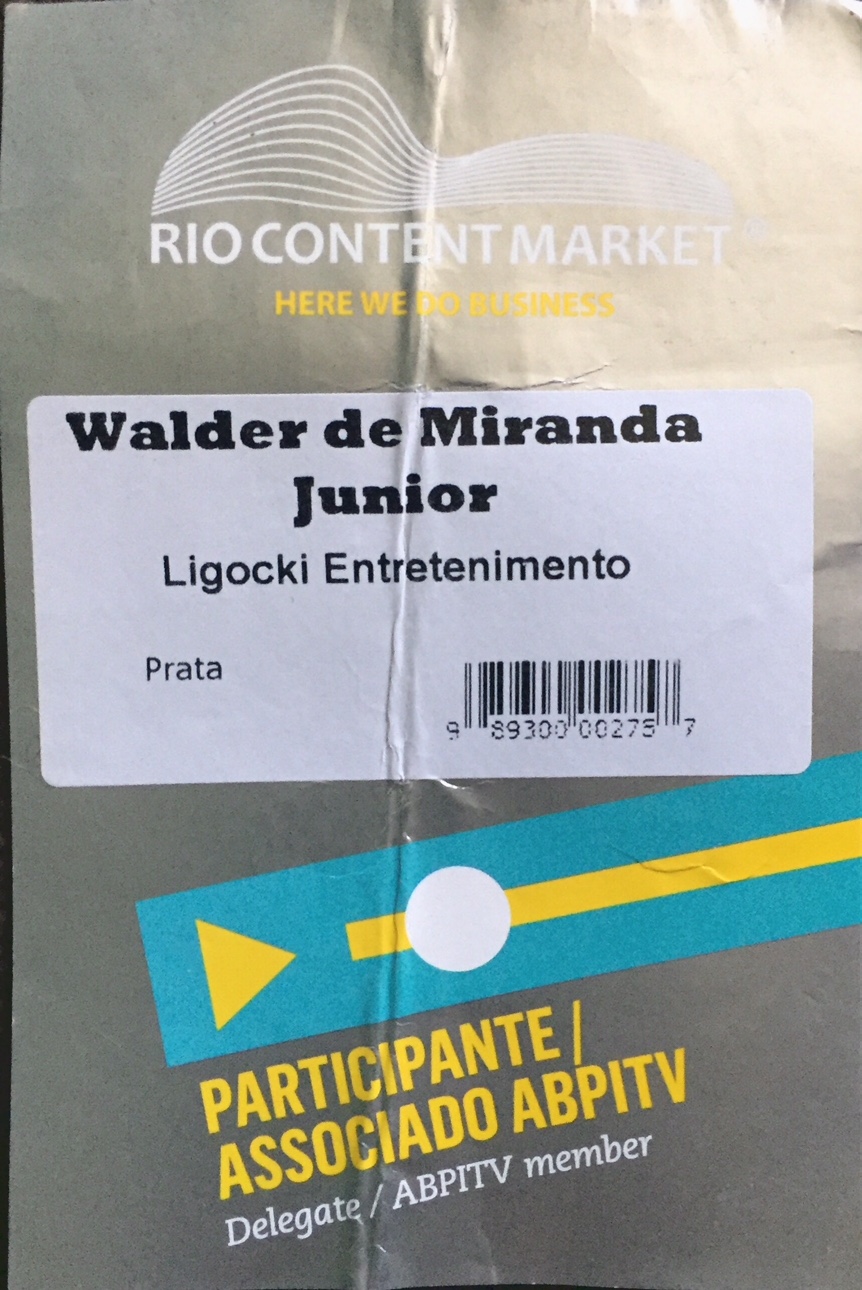 RIO CONTENT MARKET®
HERE WE DO BUSINESS
Walder de Miranda
Junior
Ligocki Entretenimento
Prata
9 89300 00275 7
PARTICIPANTE /
ASSOCIADO ABPITV
Delegate / ABPITV member